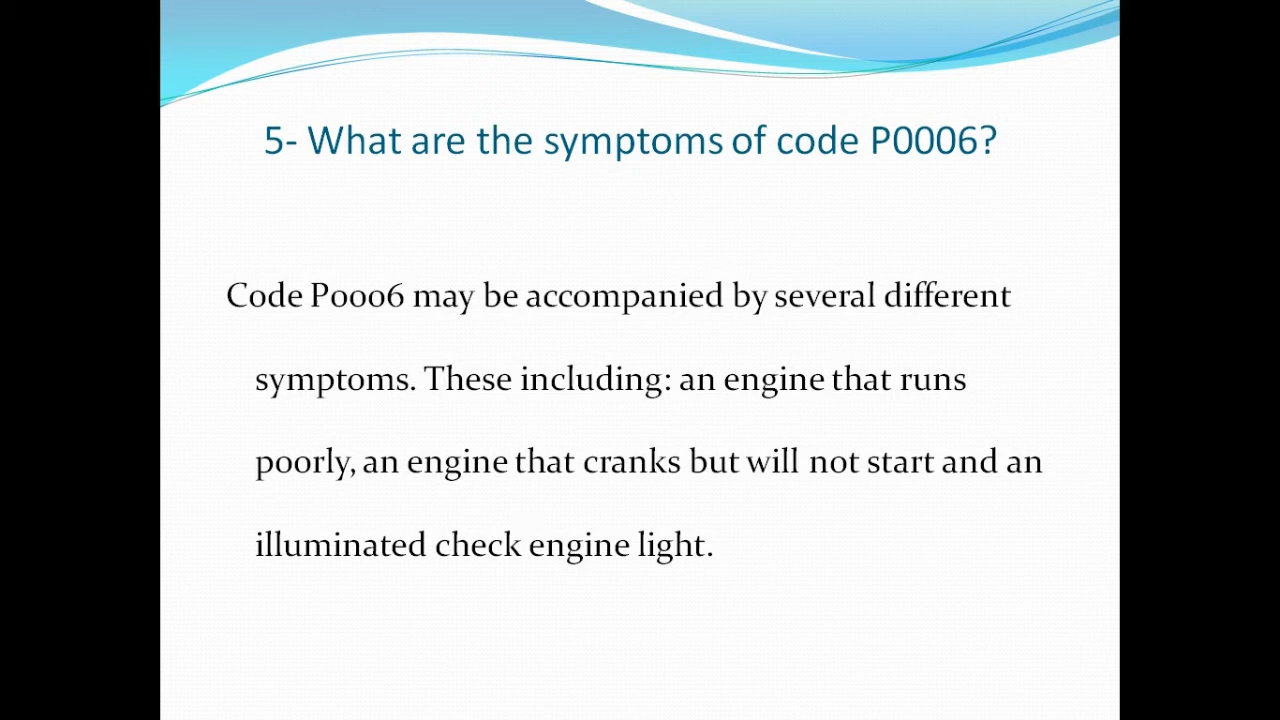 5- What are the symptoms of code P0006?
Code P0006 may be accompanied by several different
symptoms. These including: an engine that runs
poorly, an engine that cranks but will not start and an
illuminated check engine light.